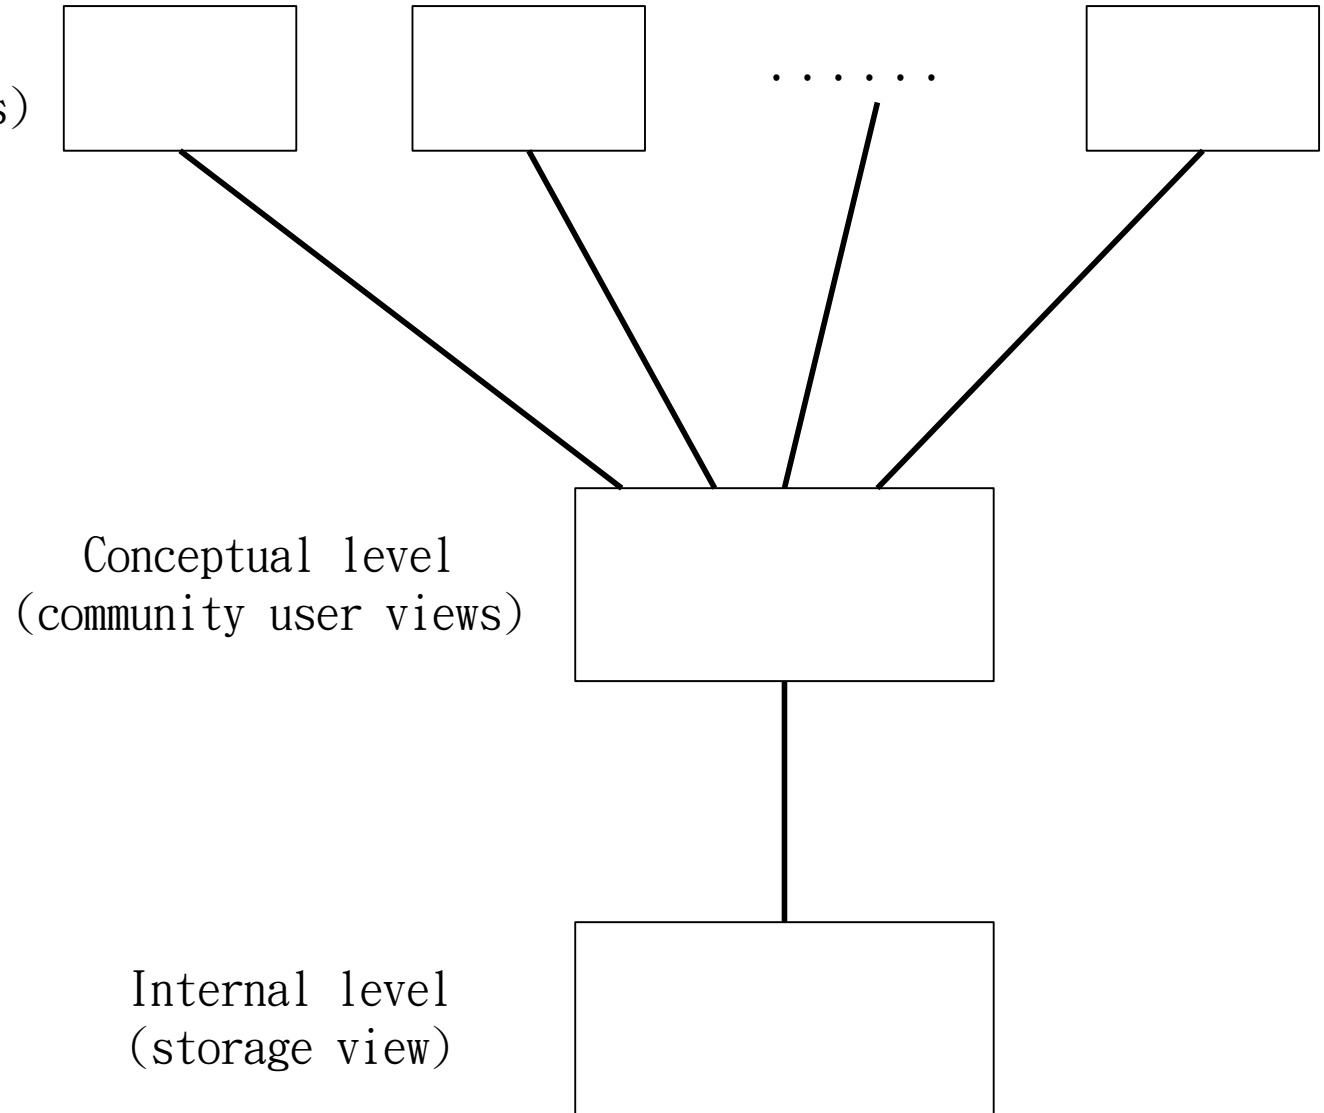 s)
......
Conceptual level
(community user views)
Internal level
(storage view)